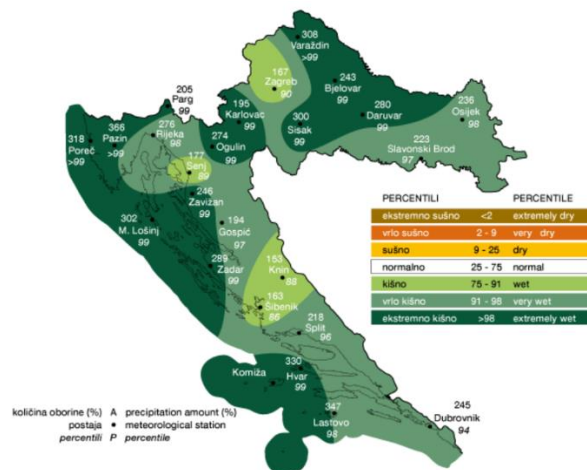 308
Varaždin
>99
167
Zagreb
90
243
Bjelovar
99
205
Parg
99
195
Karlovac
99
280
Daruvar
99
236
Osijek
98
300
Sisak
99
318
Poreč
>99
366
Pazin
>99
276
Rijeka
98
274
Ogulin
99
223
Slavonski Brod
97
177
Senj
89
246
Zavižan
99
302
M. Lošinj
99
194
Gospić
97
289
Zadar
99
153
Knin
88
163
Šibenik
86
218
Split
96
330
Hvar
99
Komiža
347
Lastovo
98
245
Dubrovnik
94
PERCENTILI PERCENTILE
ekstremno sušno <2 extremely dry
vrlo sušno 2 - 9 very dry
sušno 9 - 25 dry
normalno 25 - 75 normal
kišno 75 - 91 wet
vrlo kišno 91 - 98 very wet
ekstremno kišno >98 extremely wet
količina oborine (%) A precipitation amount (%)
postaja • meteorological station
percentili P percentile